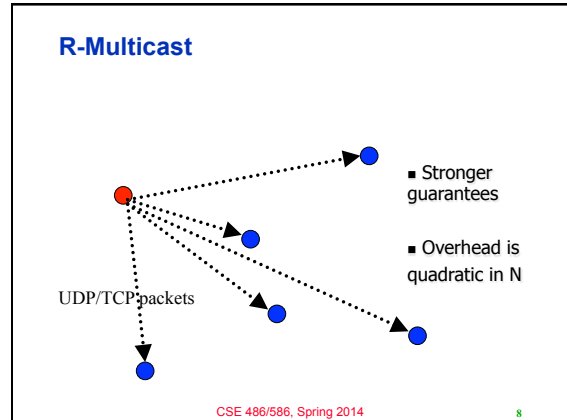 R-Multicast
■ Stronger
guarantees
■ Overhead is
quadratic in N
UDP/TCP packets
CSE 486/586, Spring 2014
8